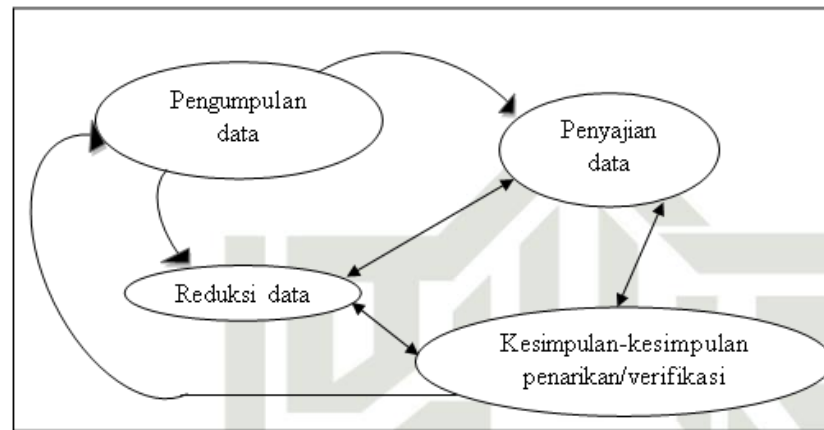 Pengumpulan
data
Penyajian
data
Reduksi data
Kesimpulan-kesimpulan
penarikan/verifikasi